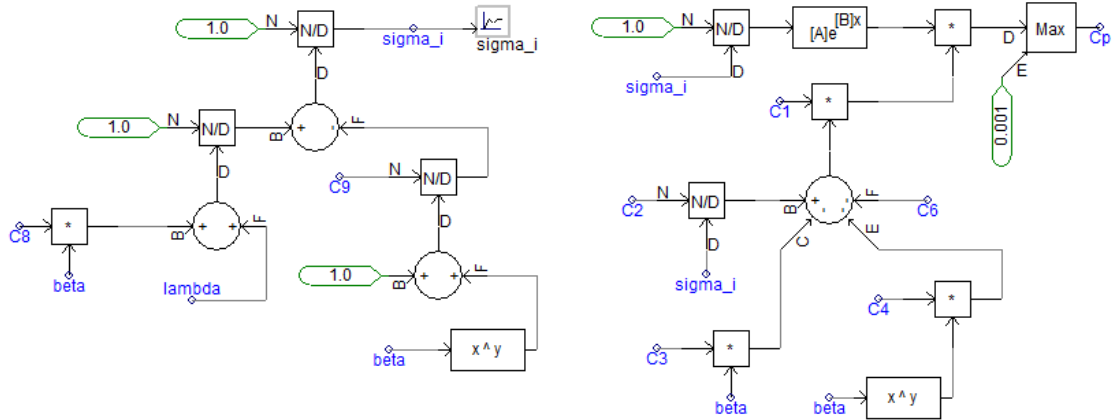 1.0
N
N/D
sigma_i
sigma_i
D
1.0
N
N/D
B
+
-
F
D
C9
N
N/D
D
C8
*
B
+
+
F
beta
lambda
1.0
B
+
+
F
beta
x ^ y
1.0
N
N/D
[A]e[B]x
*
D
Max
Cp
E
0.001
sigma_i
D
C1
*
C2
N
N/D
B
+
-
-
-
F
C6
D
C
E
sigma_i
C4
*
C3
*
beta
beta
x ^ y